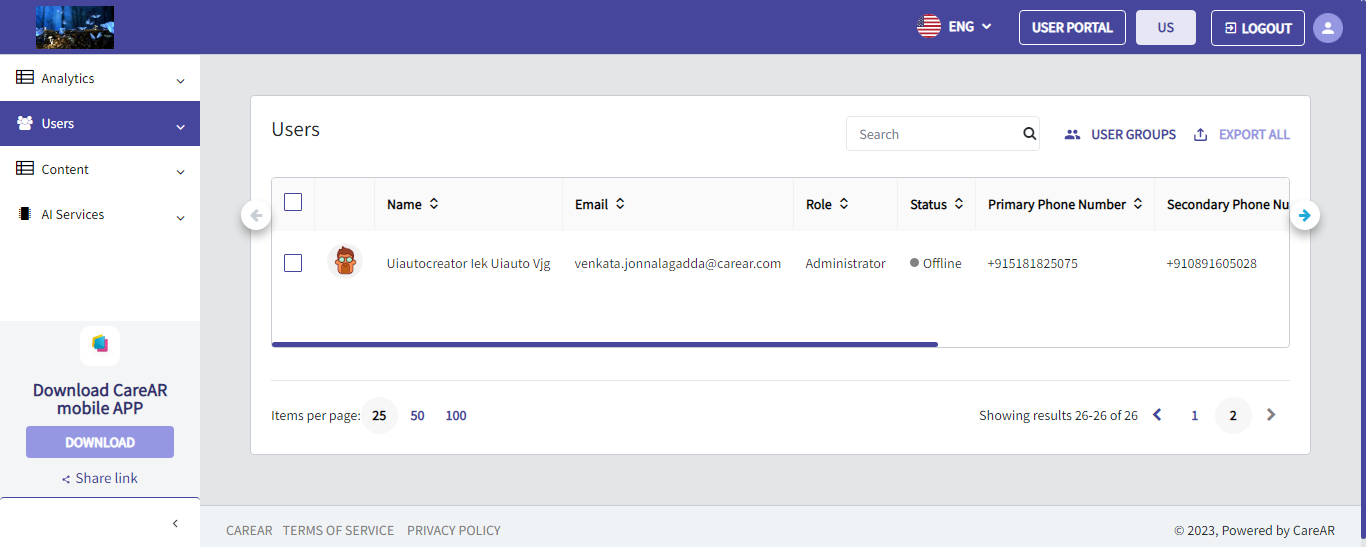 ENG USER PORTAL US LOGOUT
Analytics
Users
Content
AI Services
Download CareAR
mobile APP
DOWNLOAD
Share link
Users
Search USER GROUPS EXPORT ALL
Name Email Role Status Primary Phone Number Secondary Phone Nu
Uiautocreator Iek Uiauto Vjg venkata.jonnalagadda@carear.com Administrator Offline +915181825075 +910891605028
Items per page: 25 50 100 Showing results 26-26 of 26 1 2
CAREAR TERMS OF SERVICE PRIVACY POLICY © 2023, Powered by CareAR